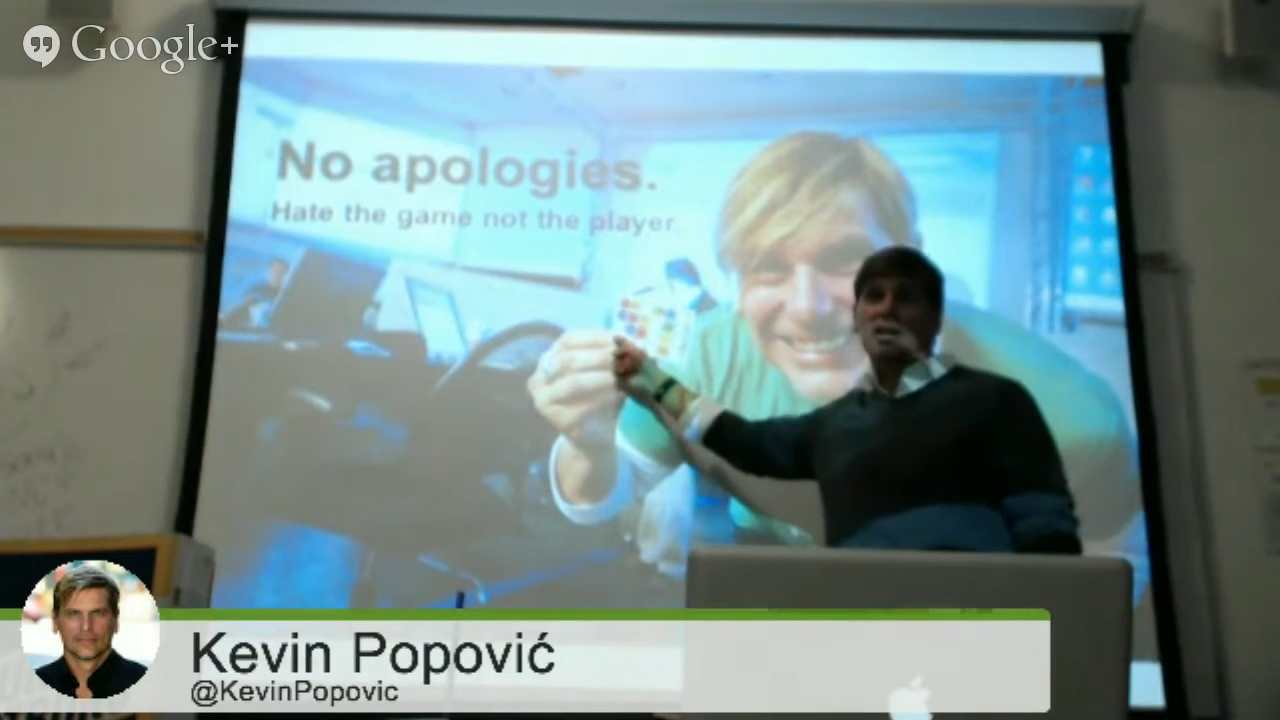 Google+
No apologies.
Hate the game not the player
Kevin Popović
@KevinPopovic